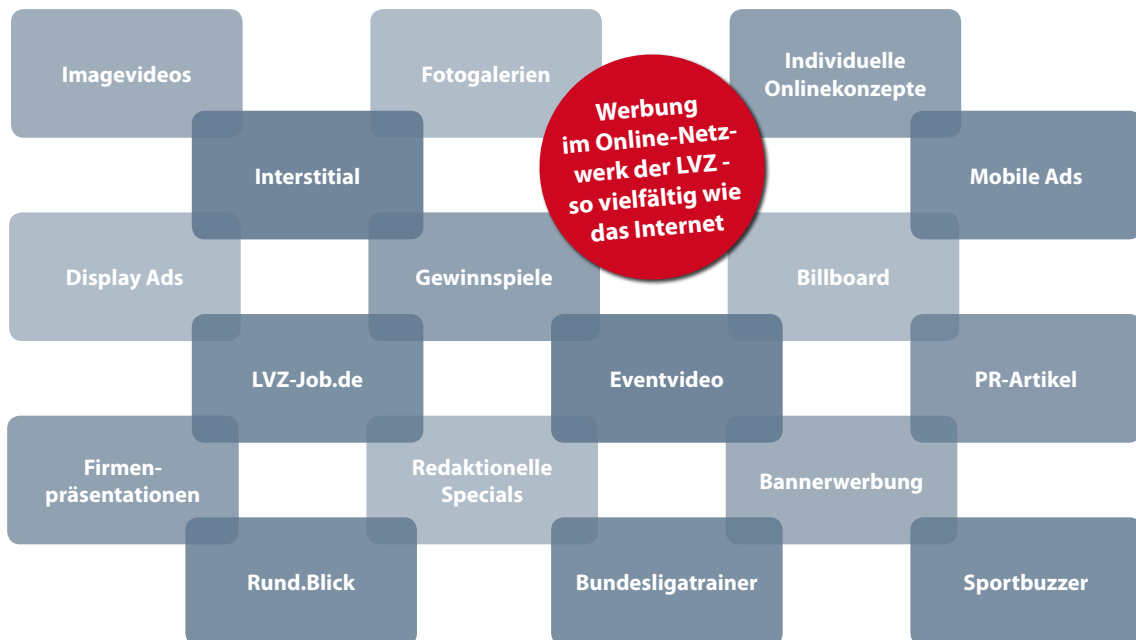 Imagevideos
Fotogalerien
Individuelle
Onlinekonzepte
Werbung
im Online-Netz-
werk der LVZ -
so vielfältig wie
das Internet
Interstitial
Mobile Ads
Display Ads
Gewinnspiele
Billboard
LVZ-Job.de
Eventvideo
PR-Artikel
Firmen-
präsentationen
Redaktionelle
Specials
Bannerwerbung
Rund.Blick
Bundesligatrainer
Sportbuzzer